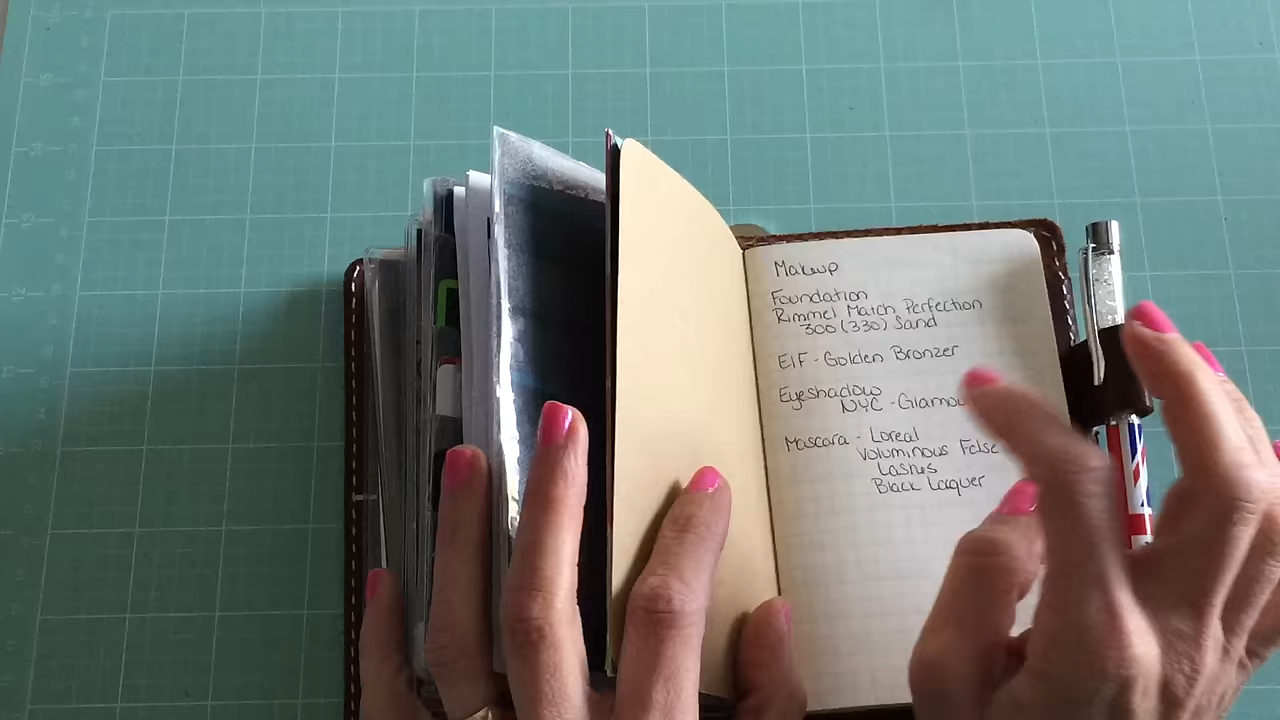 Makeup
Foundation
Rimmel Match Perfection
300 (330) Sand
ElF - Golden Bronzer
Eyeshadow
NYC - Glamou
Mascara - Loreal
Voluminous False
Lashes
Black Lacquer